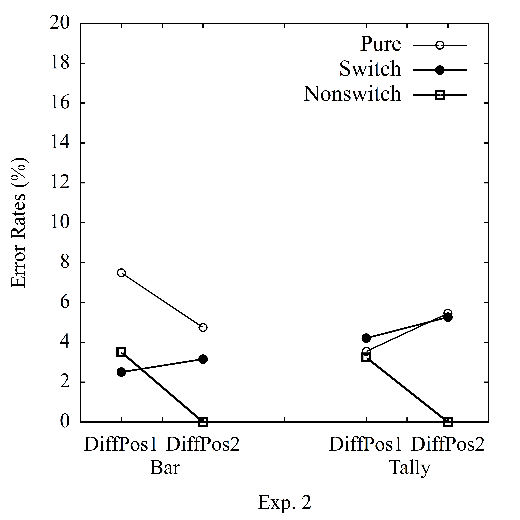 Pure
Switch
Nonswitch
20
18
16
14
12
10
8
6
4
2
0
Error Rates (%)
DiffPos1 DiffPos2 DiffPos1 DiffPos2
Bar Tally
Exp. 2